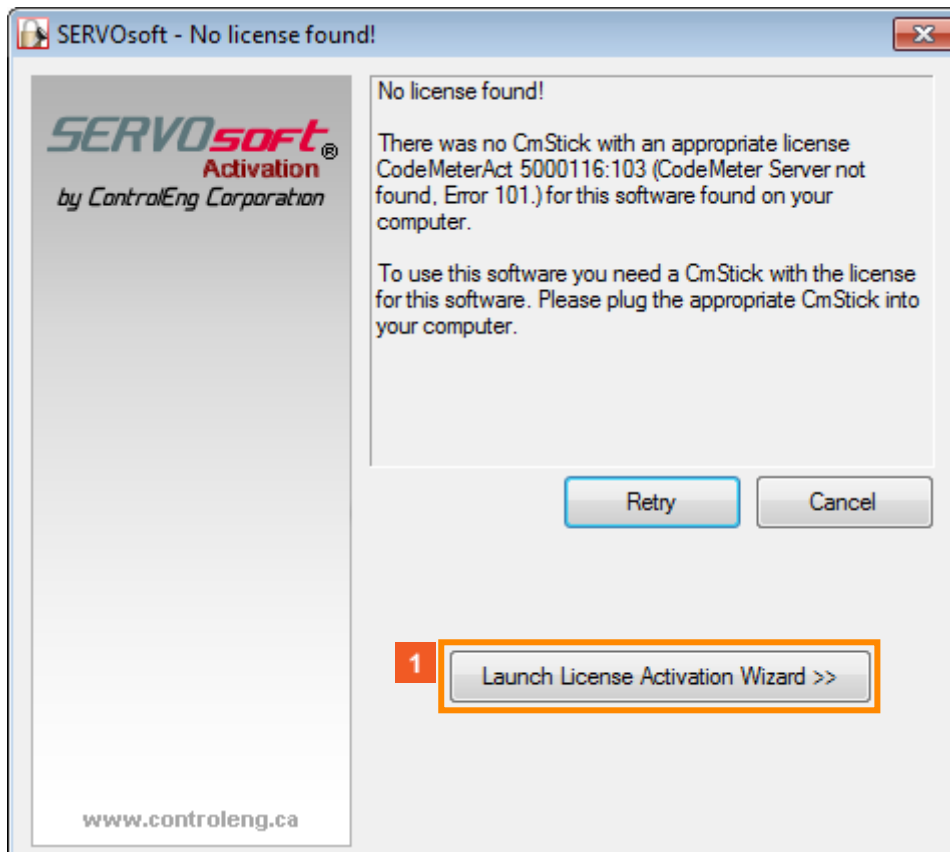 SERVOsoft - No license found!
SERVOsoft®
Activation
by ControlEng Corporation
No license found!
There was no CmStick with an appropriate license
CodeMeterAct 5000116:103 (CodeMeter Server not
found, Error 101.) for this software found on your
computer.
To use this software you need a CmStick with the license
for this software. Please plug the appropriate CmStick into
your computer.
Retry
Cancel
1
Launch License Activation Wizard >>
www.controleng.ca